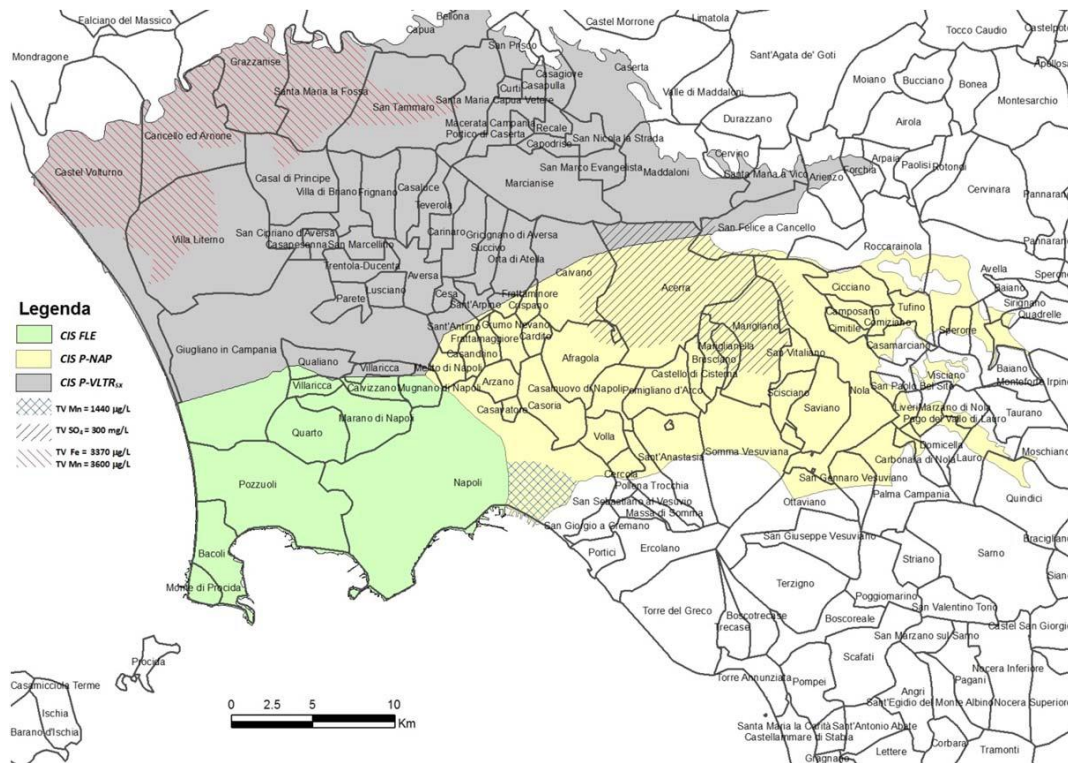 Falciano del Massico
Bellona
Castel Morrone
Limatola
Tocco Caudio
Castelpoto
Capua
Mondragone
San Prisco
Sant'Agata de' Goti
Apollosa
Grazzanise
Casagiove
Caserta
Moiano
Bucciano
Bonea
Curti
Casapulla
Montesarchio
Santa Maria la Fossa
San Tammaro
Santa Maria Capua Vetere
Valle di Maddaloni
Durazzano
Airola
Cancello ed Arnone
Macerata Campania
Portico di Caserta
Recale
Capodrise
San Nicola la Strada
Cervino
Arpaia
Paolisi
Rotondi
Forchia
Castel Volturno
San Marco Evangelista
Maddaloni
Santa Maria a Vico
Arienzo
Cervinara
Pannarano
Casal di Principe
Villa di Briano
Frignano
Casaluce
Teverola
Marcianise
Villa Literno
San Cipriano d'Aversa
Casapesenna
San Marcellino
Carinaro
Gricignano di Aversa
Succivo
Orta di Atella
San Felice a Cancello
Roccarainola
Pannarano
Trentola-Ducenta
Aversa
Caivano
Avella
Sperone
Parete
Lusciano
Cesa
Sant'Arpino
Frattaminore
Acerra
Cicciano
Baiano
Sirignano
Quadrelle
Legenda
CIS FLE
CIS P-NAP
CIS P-VLTRSX
TV Mn = 1440 µg/L
TV SO4 = 300 mg/L
TV Fe = 3370 µg/L
TV Mn = 3600 µg/L
Crispano
Camposano
Tufino
Comiziano
Giugliano in Campania
Sant'Antimo
Grumo Nevano
Frattamaggiore
Cardito
Marigliano
Cimitile
Casamarciano
Sperone
Qualiano
Villaricca
Melito di Napoli
Casandrino
Afragola
Mariglianella
Brusciano
San Vitaliano
Baiano
Visciano
Monteforte Irpino
Villaricca
Calvizzano
Mugnano di Napoli
Arzano
Casalnuovo di Napoli
Castello di Cisterna
Pomigliano d'Arco
Scisciano
Nola
San Paolo Bel Sito
Marano di Napoli
Casavatore
Casoria
Saviano
Liveri
Marzano di Nola
Pago del Vallo di Lauro
Taurano
Quarto
Volla
Domicella
Moschiano
Sant'Anastasia
Somma Vesuviana
Carbonara di Nola
Lauro
Pozzuoli
Napoli
Cercola
Pollena Trocchia
San Gennaro Vesuviano
Palma Campania
Quindici
San Sebastiano al Vesuvio
Massa di Somma
Ottaviano
San Giorgio a Cremano
San Giuseppe Vesuviano
Bracigliano
Bacoli
Portici
Ercolano
Striano
Sarno
Monte di Procida
Terzigno
Siano
Poggiomarino
Torre del Greco
Boscotrecase
Trecase
Boscoreale
San Valentino Torio
Castel San Giorgio
San Marzano sul Sarno
Procida
Scafati
Nocera Inferiore
Casamicciola Terme
Torre Annunziata
Pompei
Pagani
Angri
Sant'Egidio del Monte Albino
Nocera Superiore
Ischia
Barano d'Ischia
0 2.5 5 10
Km
Santa Maria la Carità
Sant'Antonio Abate
Castellammare di Stabia
Lettere
Corbara
Tramonti
Gragnano